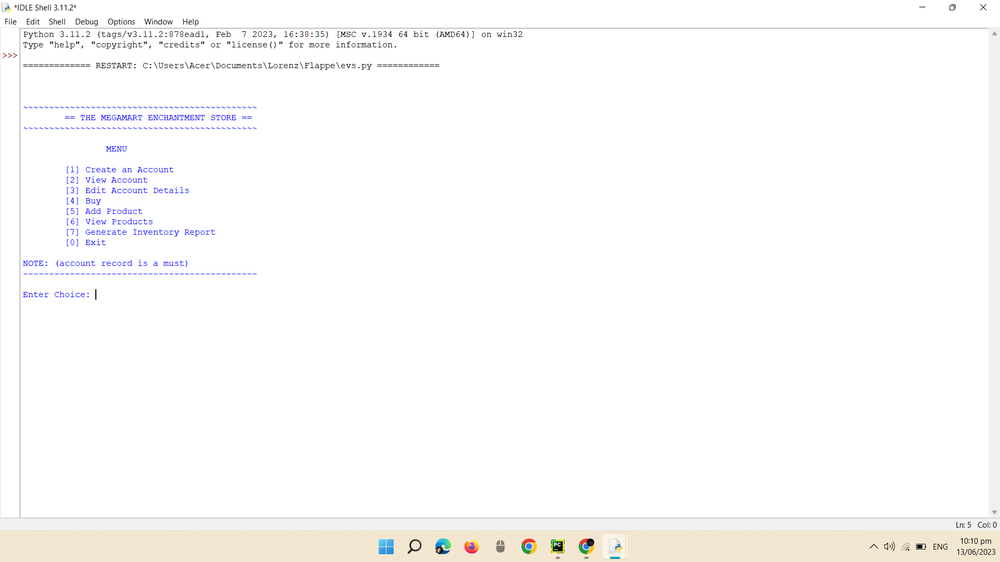 *IDLE Shell 3.11.2*
File Edit Shell Debug Options Window Help
Python 3.11.2 (tags/v3.11.2:878ead1, Feb  7 2023, 16:38:35) [MSC v.1934 64 bit (AMD64)] on win32
Type "help", "copyright", "credits" or "license()" for more information.
>>>
============= RESTART: C:\Users\Acer\Documents\Lorenz\Flappe\evs.py ============
~~~~~~~~~~~~~~~~~~~~~~~~~~~~~~~~~~~~~~~~~~~~~
== THE MEGAMART ENCHANTMENT STORE ==
~~~~~~~~~~~~~~~~~~~~~~~~~~~~~~~~~~~~~~~~~~~~~
MENU
[1] Create an Account
[2] View Account
[3] Edit Account Details
[4] Buy
[5] Add Product
[6] View Products
[7] Generate Inventory Report
[0] Exit
NOTE: (account record is a must)
---------------------------------------------
Enter Choice:
Ln: 5 Col: 0
PC
ENG
10:10 pm
13/06/2023